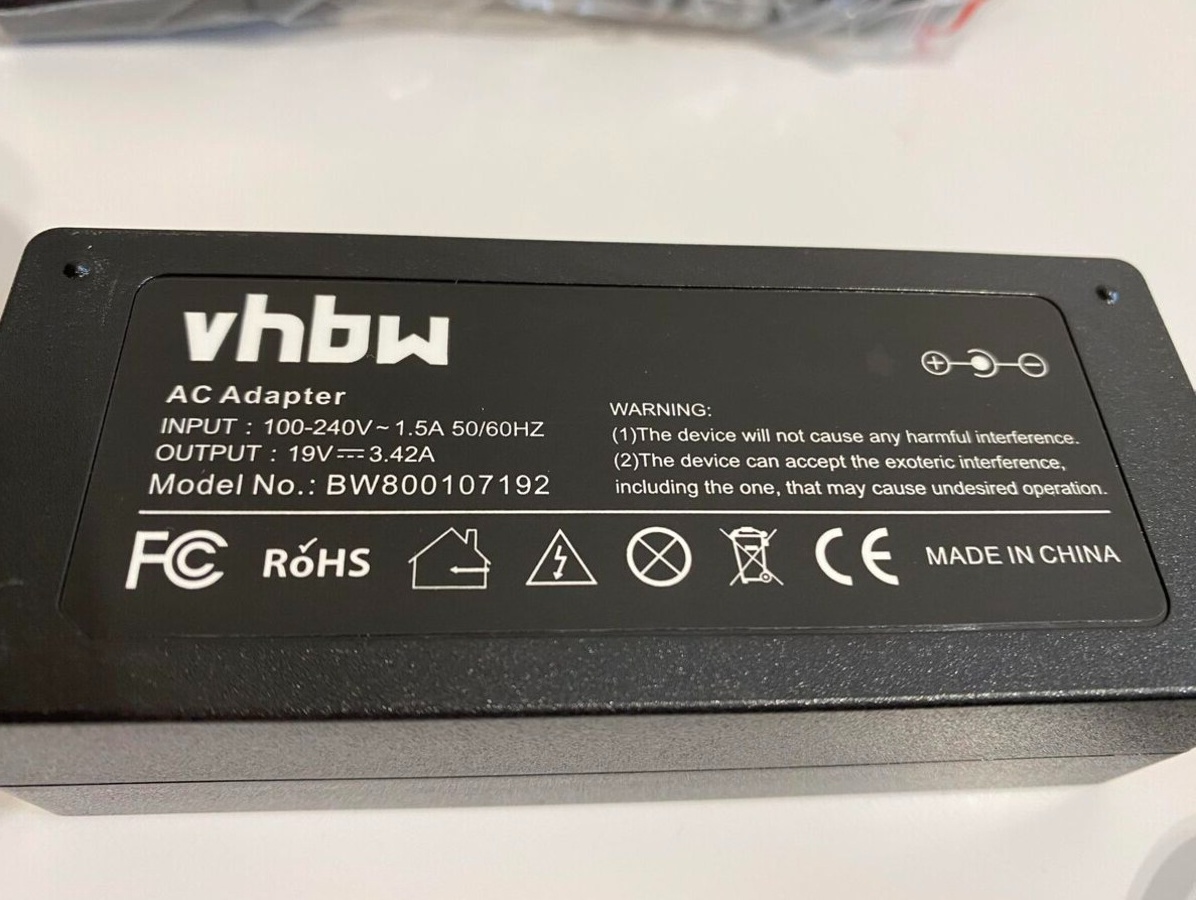 vhbw
AC Adapter
INPUT : 100-240V~1.5A 50/60HZ
OUTPUT : 19V⎓3.42A
Model No.: BW800107192
WARNING:
(1)The device will not cause any harmful interference.
(2)The device can accept the exoteric interference,
including the one, that may cause undesired operation.
FC RoHS CE MADE IN CHINA